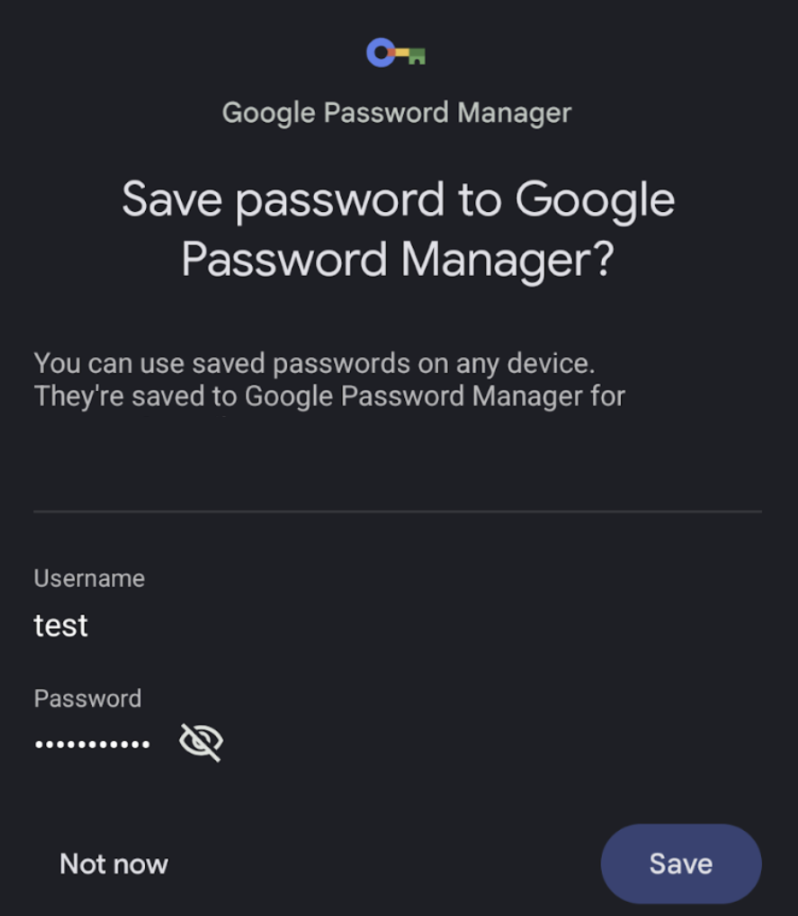 Google Password Manager
Save password to Google
Password Manager?
You can use saved passwords on any device.
They're saved to Google Password Manager for
Username
test
Password
•••••••••••
Not now
Save